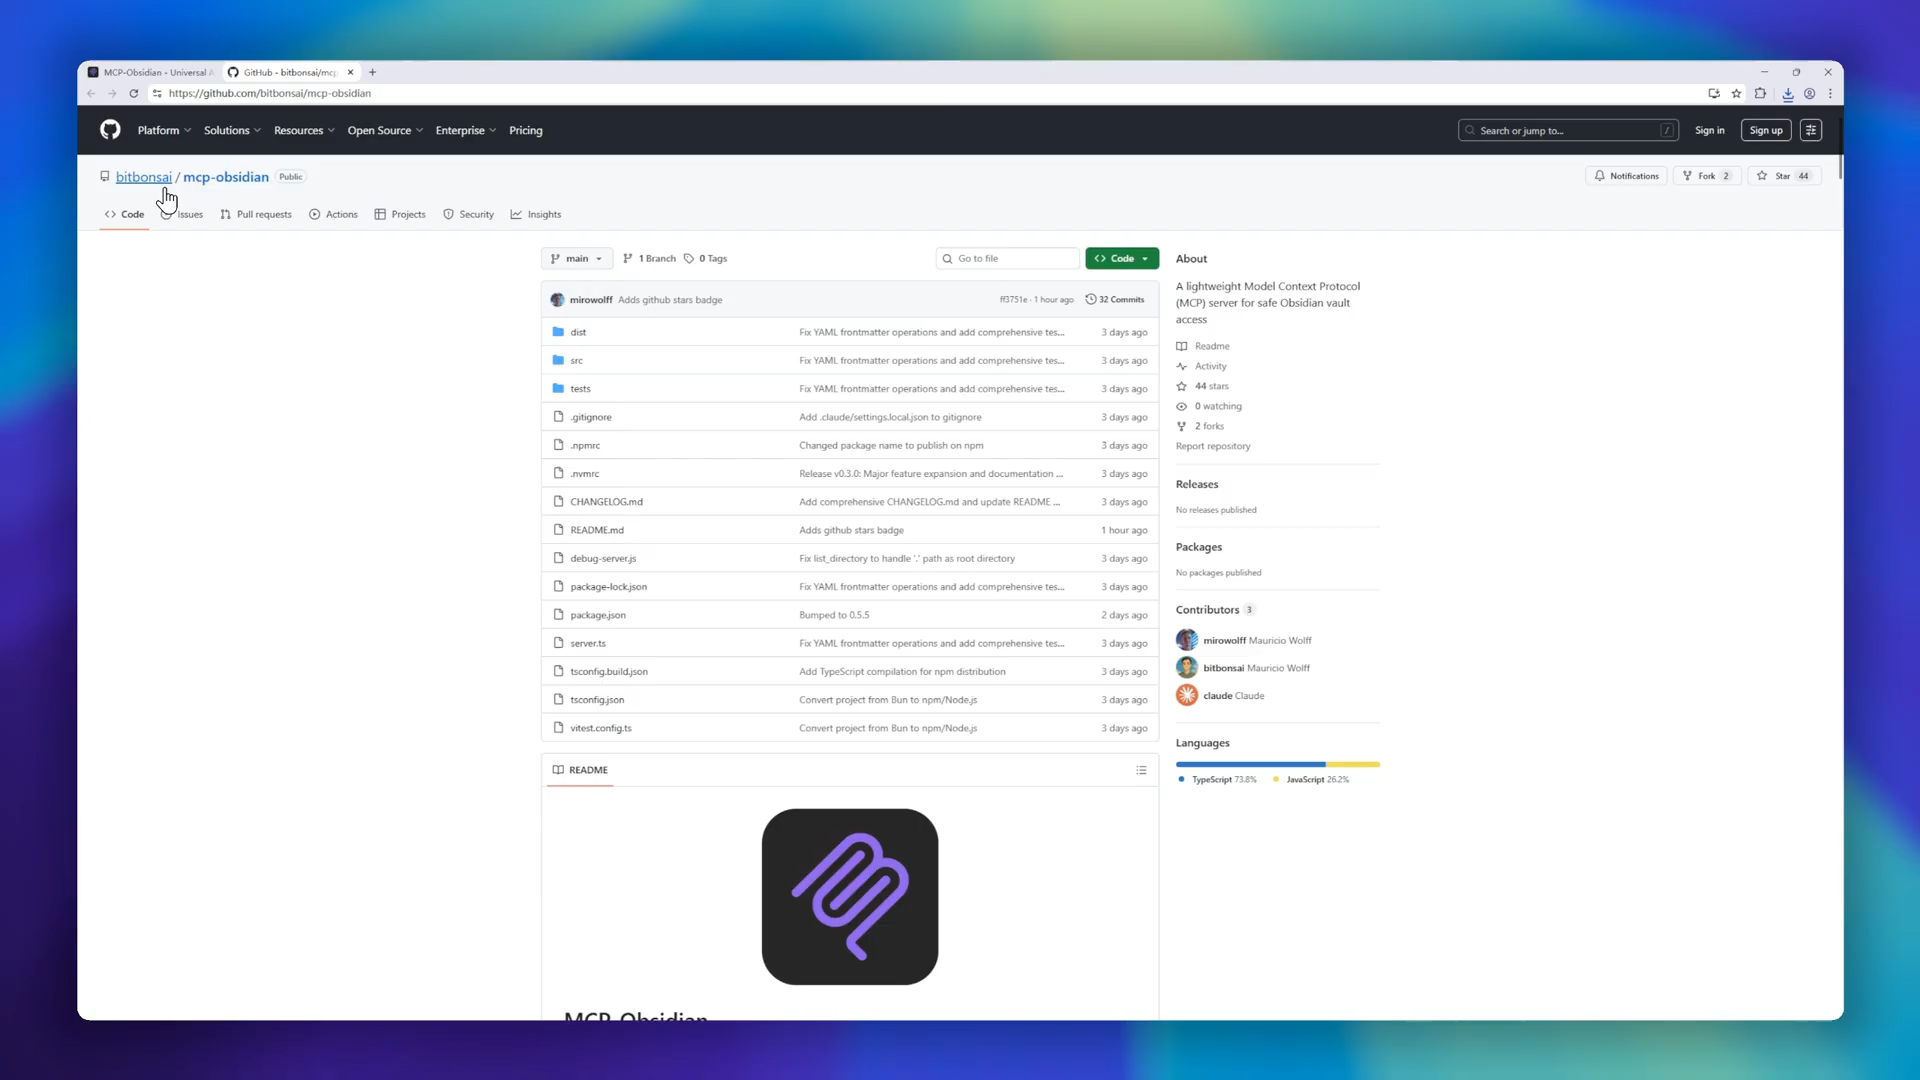 MCP-Obsidian - Universal A
GitHub - bitbonsai/mcp
https://github.com/bitbonsai/mcp-obsidian
Platform Solutions Resources Open Source Enterprise Pricing
Search or jump to... /
Sign in
Sign up
bitbonsai / mcp-obsidian Public
Notifications
Fork 2
Star 44
Code Issues Pull requests Actions Projects Security Insights
main 1 Branch 0 Tags
Go to file
Code
mirowolff Adds github stars badge ff3751e · 1 hour ago 32 Commits
dist Fix YAML frontmatter operations and add comprehensive tes... 3 days ago
src Fix YAML frontmatter operations and add comprehensive tes... 3 days ago
tests Fix YAML frontmatter operations and add comprehensive tes... 3 days ago
.gitignore Add .claude/settings.local.json to gitignore 3 days ago
.npmrc Changed package name to publish on npm 3 days ago
.nvmrc Release v0.3.0: Major feature expansion and documentation ... 3 days ago
CHANGELOG.md Add comprehensive CHANGELOG.md and update README ... 3 days ago
README.md Adds github stars badge 1 hour ago
debug-server.js Fix list_directory to handle '.' path as root directory 3 days ago
package-lock.json Fix YAML frontmatter operations and add comprehensive tes... 3 days ago
package.json Bumped to 0.5.5 2 days ago
server.ts Fix YAML frontmatter operations and add comprehensive tes... 3 days ago
tsconfig.build.json Add TypeScript compilation for npm distribution 3 days ago
tsconfig.json Convert project from Bun to npm/Node.js 3 days ago
vitest.config.ts Convert project from Bun to npm/Node.js 3 days ago
README
MCP-Obsidian
About
A lightweight Model Context Protocol
(MCP) server for safe Obsidian vault
access
Readme
Activity
44 stars
0 watching
2 forks
Report repository
Releases
No releases published
Packages
No packages published
Contributors 3
mirowolff Mauricio Wolff
bitbonsai Mauricio Wolff
claude Claude
Languages
TypeScript 73.8% JavaScript 26.2%